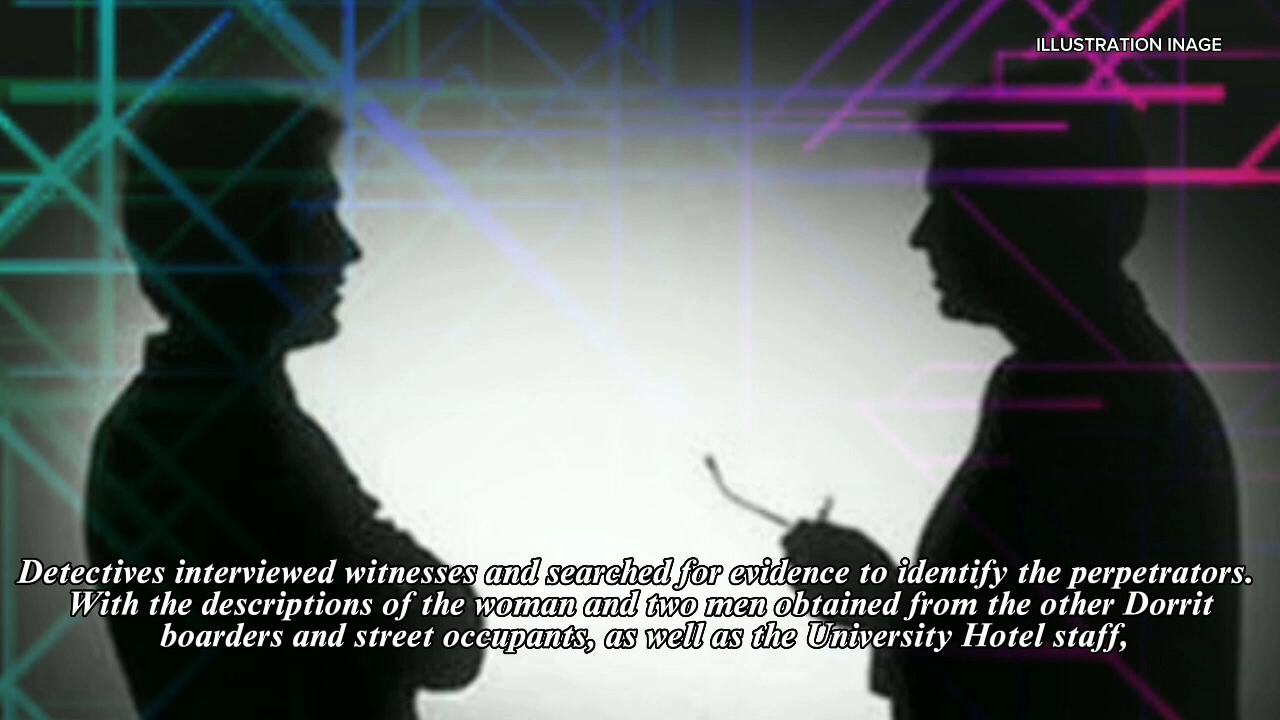 ILLUSTRATION INAGE
Detectives interviewed witnesses and searched for evidence to identify the perpetrators.
With the descriptions of the woman and two men obtained from the other Dorrit
boarders and street occupants, as well as the University Hotel staff,